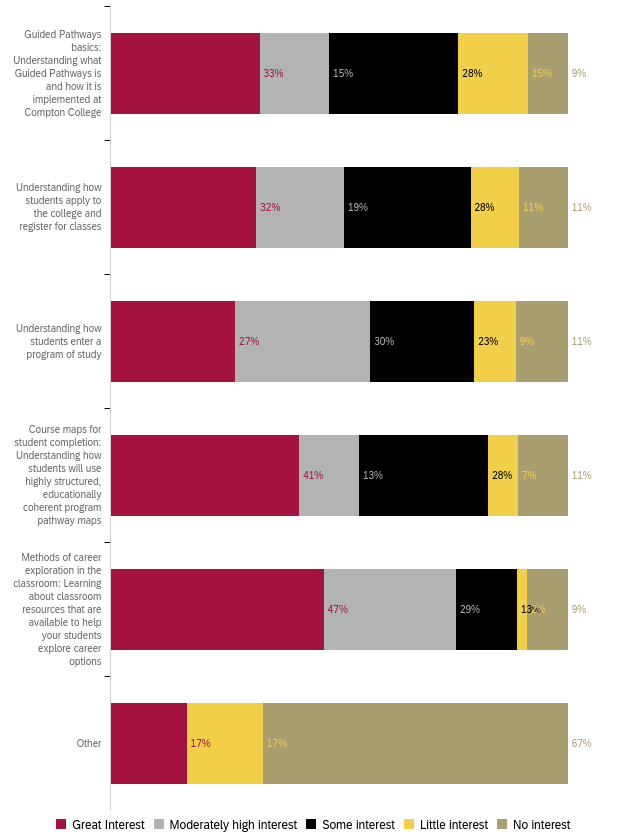 Guided Pathways
basics:
Understanding what
Guided Pathways is
and how it is
implemented at
Compton College
33% 15% 28% 15% 9%
Understanding how
students apply to
the college and
register for classes
32% 19% 28% 11% 11%
Understanding how
students enter a
program of study
27% 30% 23% 9% 11%
Course maps for
student completion:
Understanding how
students will use
highly structured,
educationally
coherent program
pathway maps
41% 13% 28% 7% 11%
Methods of career
exploration in the
classroom: Learning
about classroom
resources that are
available to help
your students
explore career
options
47% 29% 13% 2% 9%
Other
17% 17% 67%
Great Interest Moderately high interest Some interest Little interest No interest